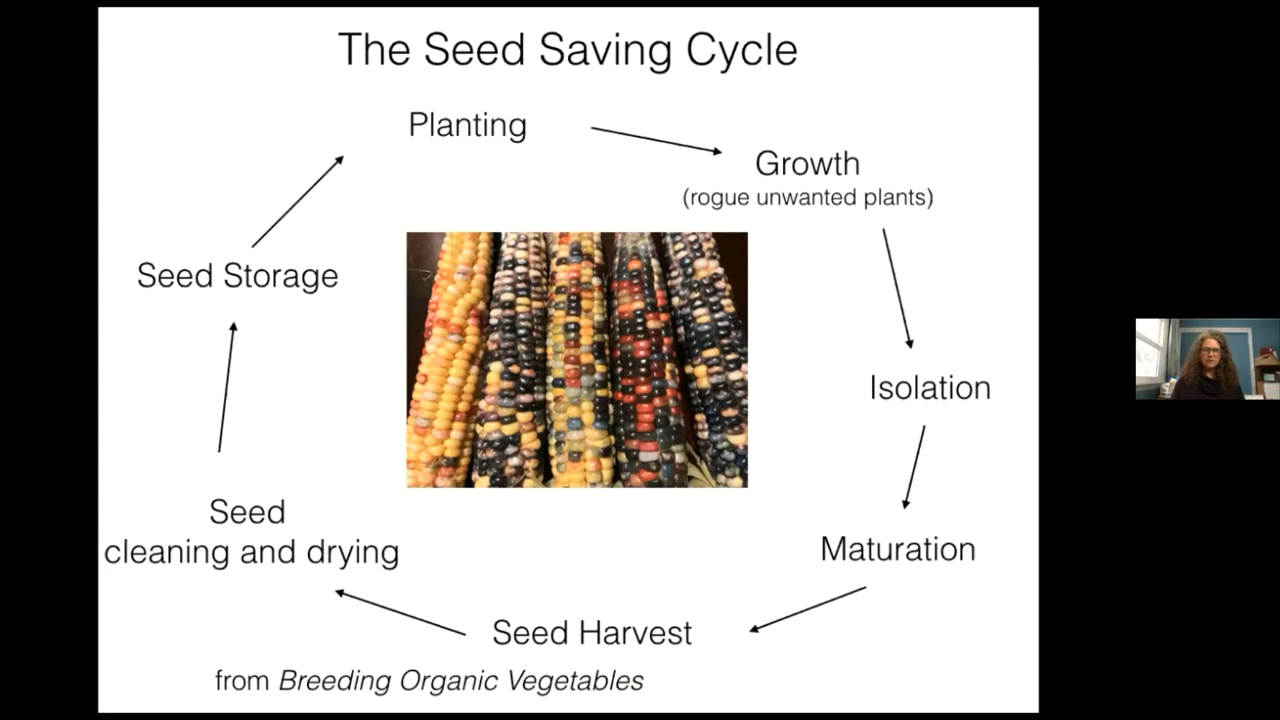 The Seed Saving Cycle
Planting
Growth
(rogue unwanted plants)
Isolation
Maturation
Seed Harvest
Seed
cleaning and drying
Seed Storage
from Breeding Organic Vegetables